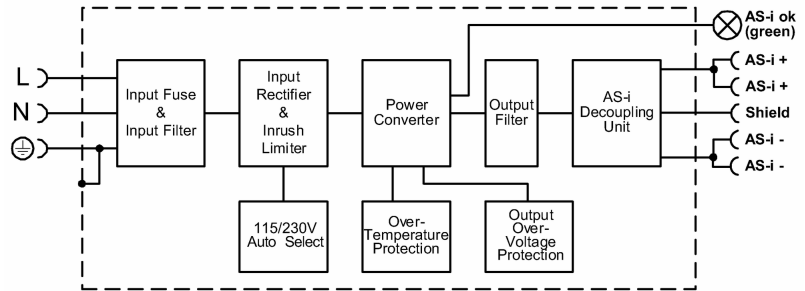 AS-i ok
(green)
L
N
Input Fuse
&
Input Filter
Input
Rectifier
&
Inrush
Limiter
Power
Converter
Output
Filter
AS-i
Decoupling
Unit
AS-i +
AS-i +
Shield
AS-i -
AS-i -
115/230V
Auto Select
Over-
Temperature
Protection
Output
Over-
Voltage
Protection